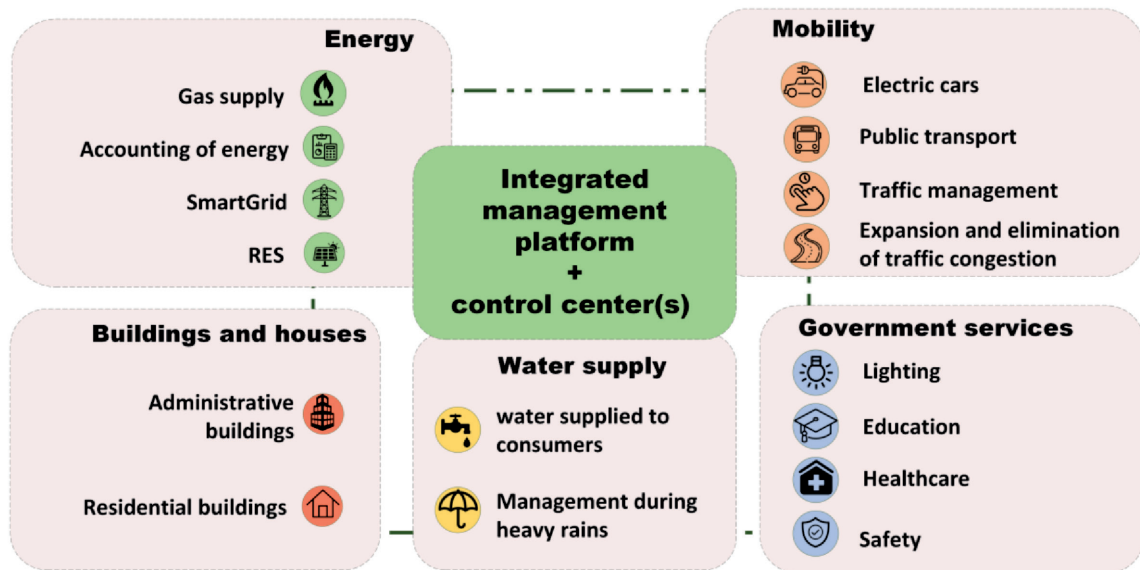 Energy
Gas supply
Accounting of energy
SmartGrid
RES
Mobility
Electric cars
Public transport
Traffic management
Expansion and elimination
of traffic congestion
Integrated
management
platform
+
control center(s)
Buildings and houses
Administrative
buildings
Residential buildings
Water supply
water supplied to
consumers
Management during
heavy rains
Government services
Lighting
Education
Healthcare
Safety